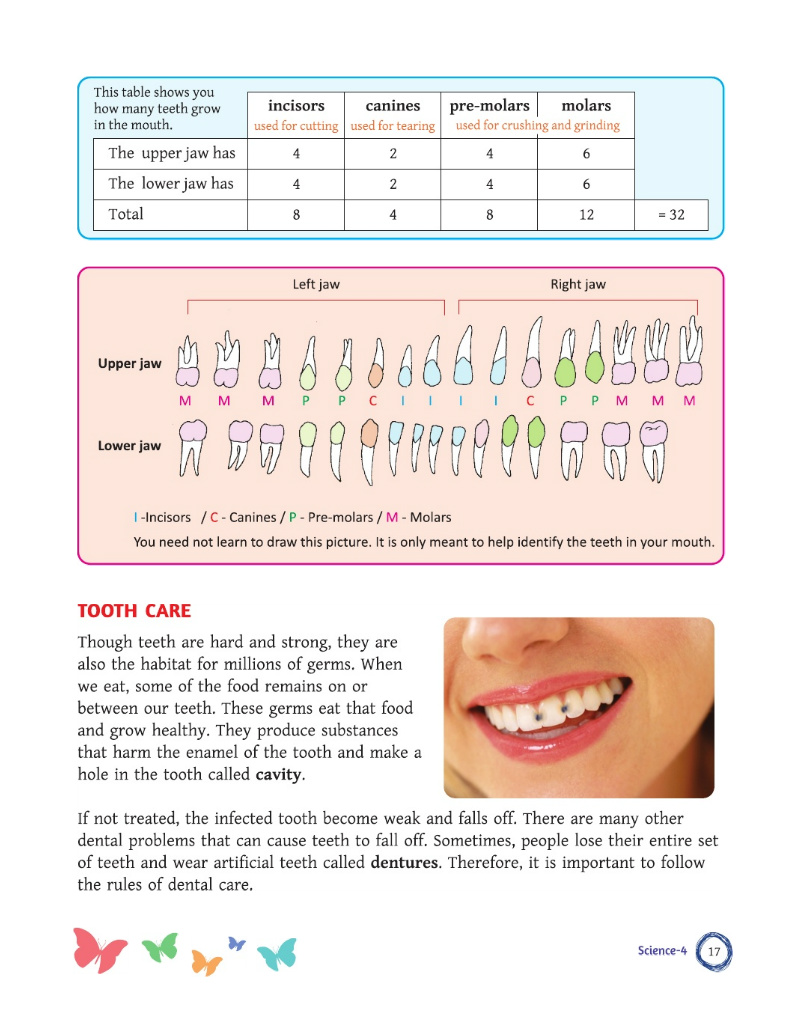 This table shows you
how many teeth grow
in the mouth.
incisors canines pre-molars molars
used for cutting used for tearing used for crushing and grinding
The upper jaw has 4 2 4 6
The lower jaw has 4 2 4 6
Total 8 4 8 12 = 32
Left jaw Right jaw
Upper jaw
M M M P P C I I I I C P P M M M
Lower jaw
I -Incisors / C - Canines / P - Pre-molars / M - Molars
You need not learn to draw this picture. It is only meant to help identify the teeth in your mouth.
TOOTH CARE
Though teeth are hard and strong, they are
also the habitat for millions of germs. When
we eat, some of the food remains on or
between our teeth. These germs eat that food
and grow healthy. They produce substances
that harm the enamel of the tooth and make a
hole in the tooth called cavity.
If not treated, the infected tooth become weak and falls off. There are many other
dental problems that can cause teeth to fall off. Sometimes, people lose their entire set
of teeth and wear artificial teeth called dentures. Therefore, it is important to follow
the rules of dental care.
Science-4 17